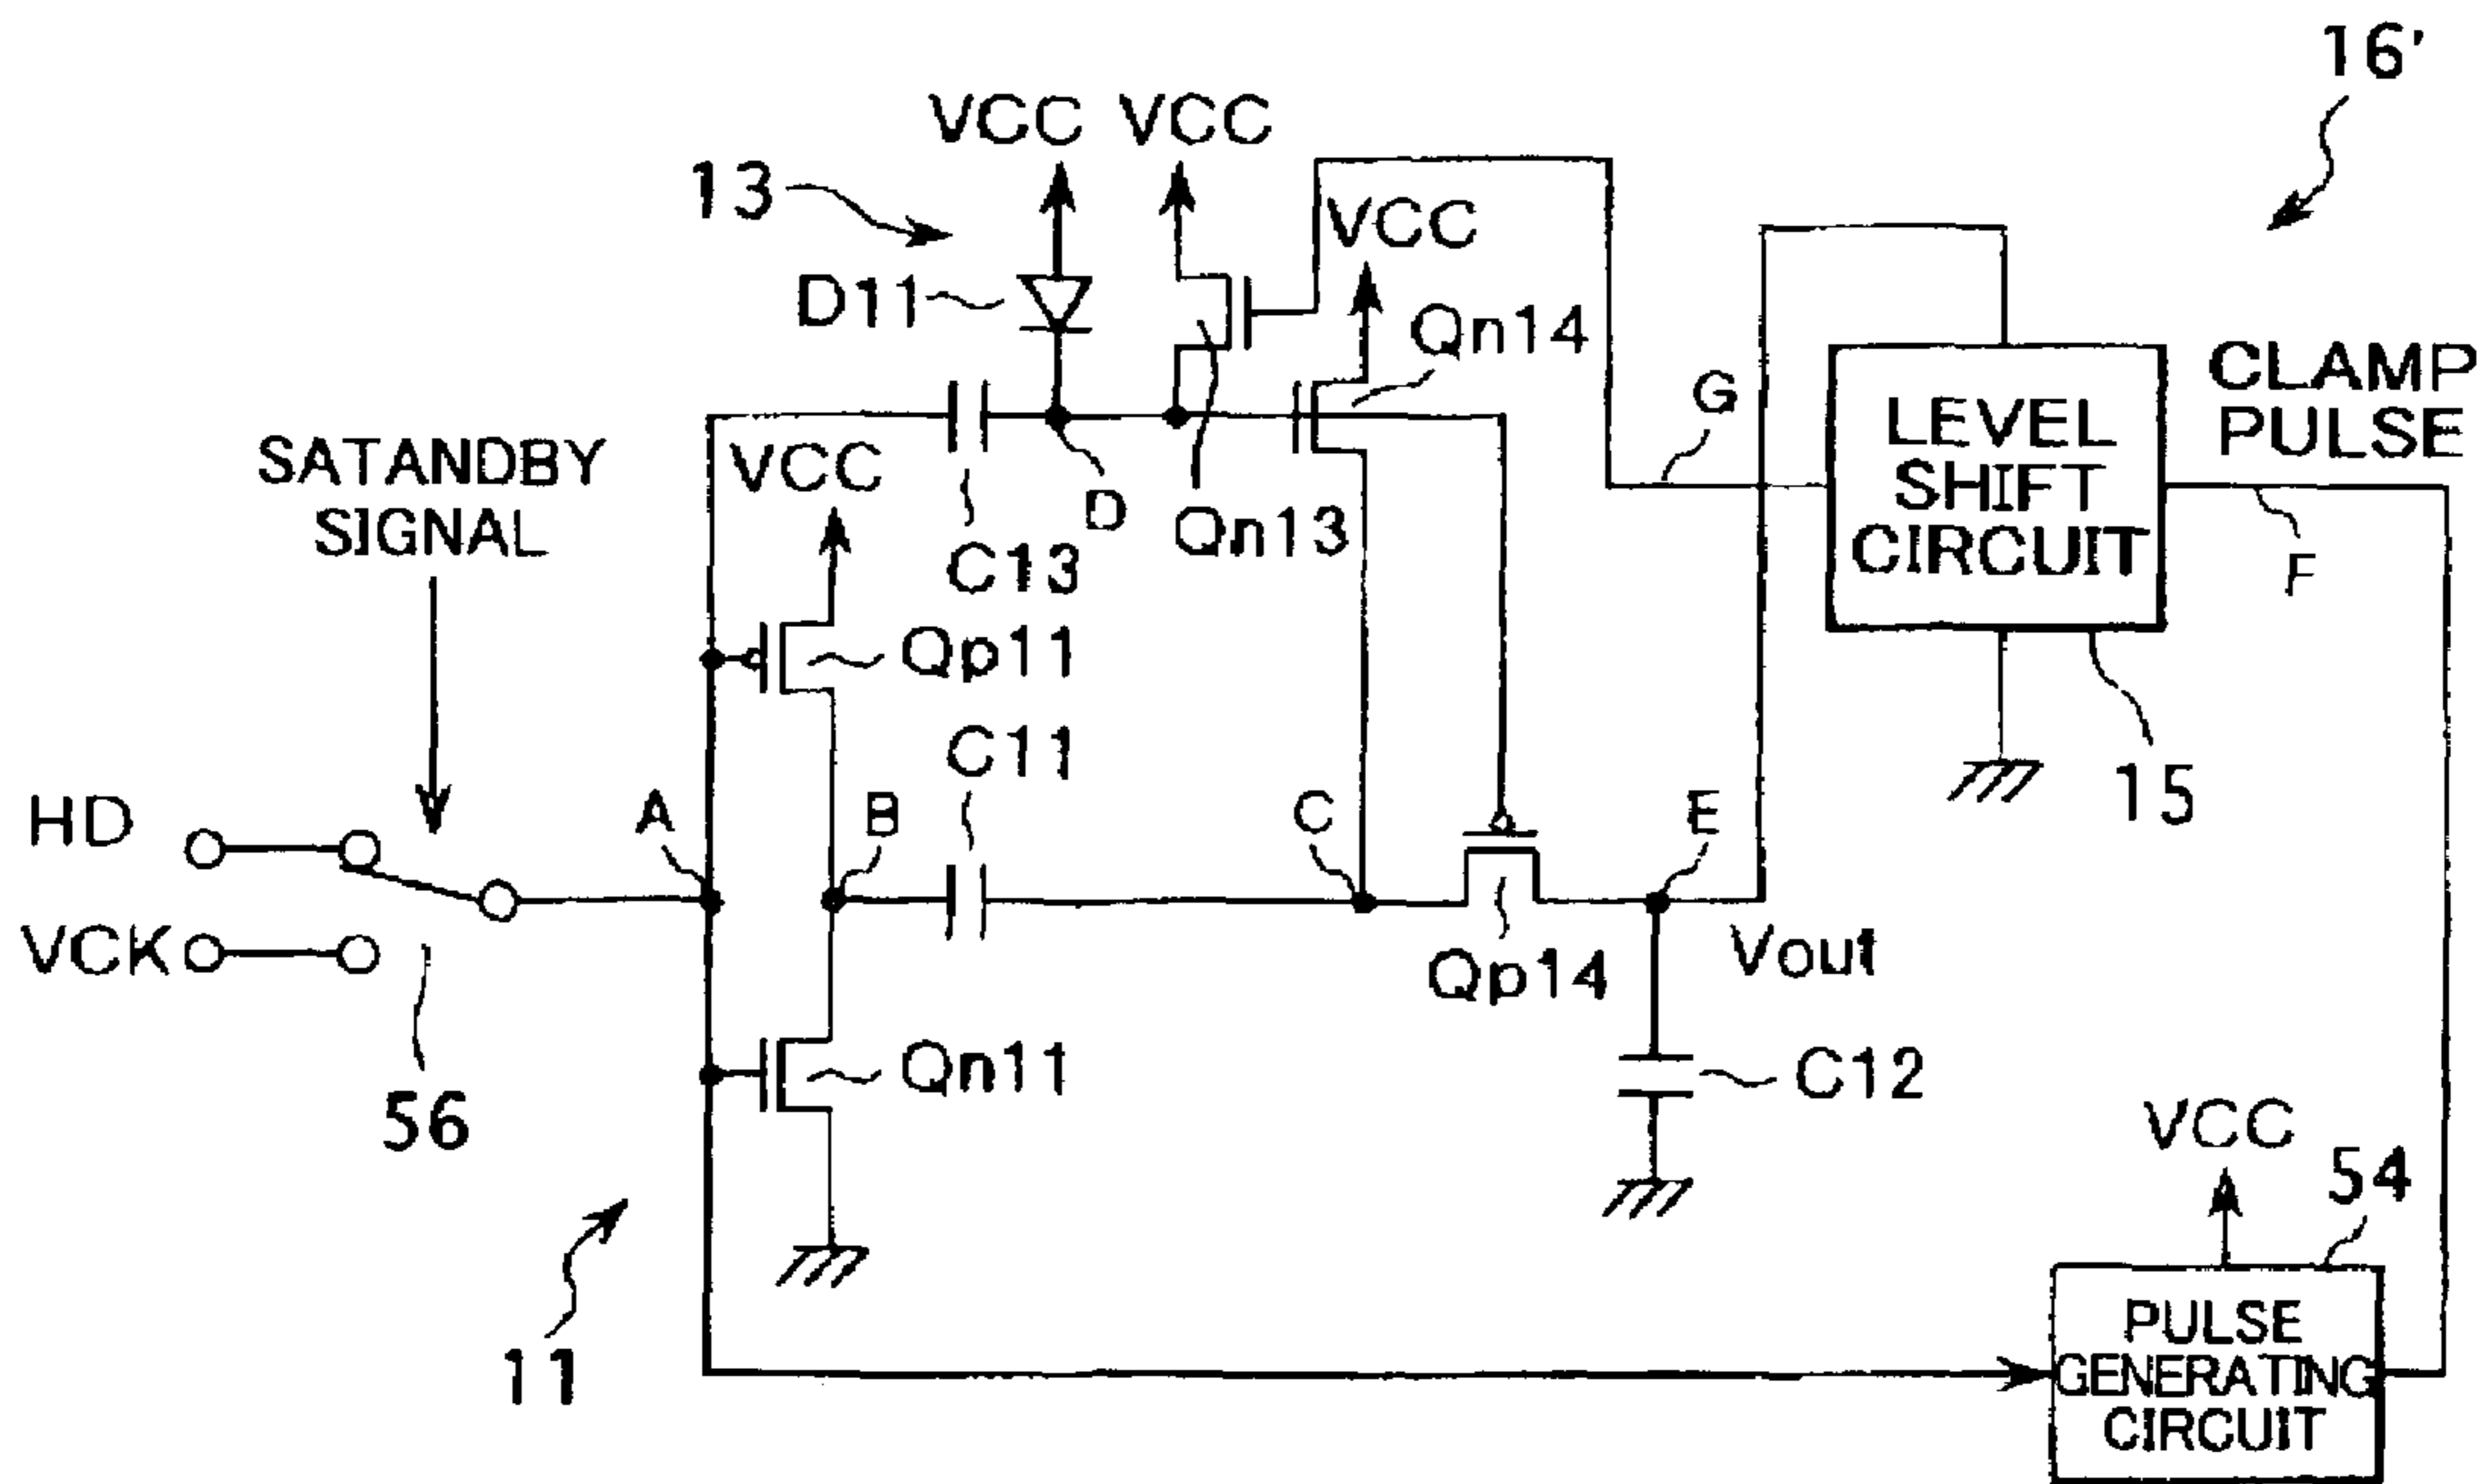 16'
VCC VCC
13
VCC
D11
Qn14
CLAMP
PULSE
G
LEVEL
SHIFT
CIRCUIT
SATANDBY
SIGNAL
VCC
D
Qn13
C13
F
Qp11
C11
15
HD
A
B
C
E
VCK
Vout
Qp14
Qn11
C12
56
VCC
54
11
PULSE
GENERATING
CIRCUIT